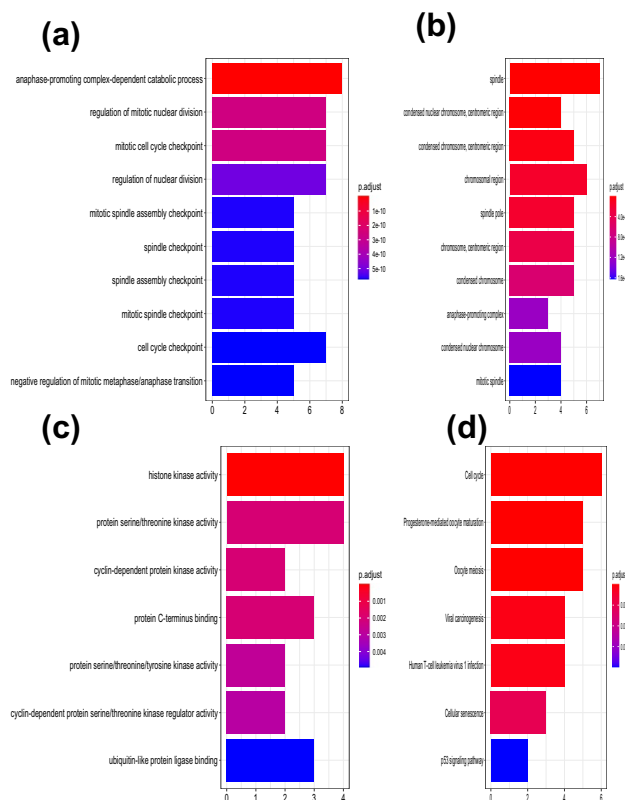 (a)
anaphase-promoting complex-dependent catabolic process
regulation of mitotic nuclear division
mitotic cell cycle checkpoint
regulation of nuclear division
mitotic spindle assembly checkpoint
spindle checkpoint
spindle assembly checkpoint
mitotic spindle checkpoint
cell cycle checkpoint
negative regulation of mitotic metaphase/anaphase transition
0 2 4 6 8
p.adjust
1e-10
2e-10
3e-10
4e-10
5e-10
(b)
spindle
condensed nuclear chromosome, centromeric region
condensed chromosome, centromeric region
chromosomal region
spindle pole
chromosome, centromeric region
condensed chromosome
anaphase-promoting complex
condensed nuclear chromosome
mitotic spindle
0 2 4 6
p.adjust
(c)
histone kinase activity
protein serine/threonine kinase activity
cyclin-dependent protein kinase activity
protein C-terminus binding
protein serine/threonine/tyrosine kinase activity
cyclin-dependent protein serine/threonine kinase regulator activity
ubiquitin-like protein ligase binding
0 1 2 3 4
p.adjust
0.001
0.002
0.003
0.004
(d)
Cell cycle
Progesterone-mediated oocyte maturation
Oocyte meiosis
Viral carcinogenesis
Human T-cell leukemia virus 1 infection
Cellular senescence
p53 signaling pathway
0 2 4 6
p.adjus